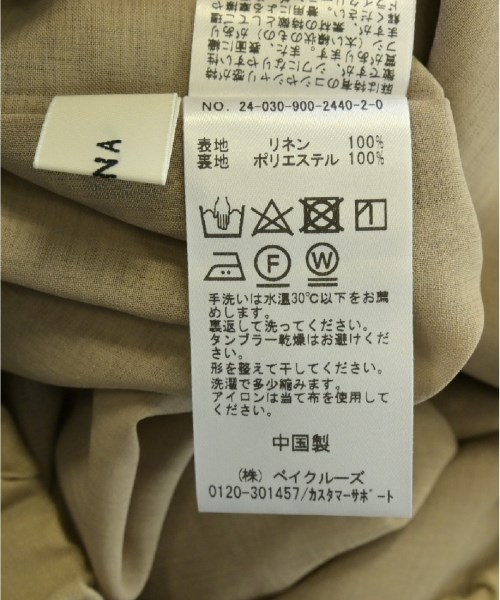 NA
NO. 24-030-900-2440-2-0
表地 リネン 100%
裏地 ポリエステル 100%
F
W
手洗いは水温30℃以下をお薦
めします。
裏返して洗ってください。
タンブラー乾燥はお避けくだ
さい。
形を整えて干してください。
洗濯で多少縮みます。
アイロンは当て布を使用して
ください。
中国製
(株) ベイクルーズ
0120-301457/カスタマーサポート